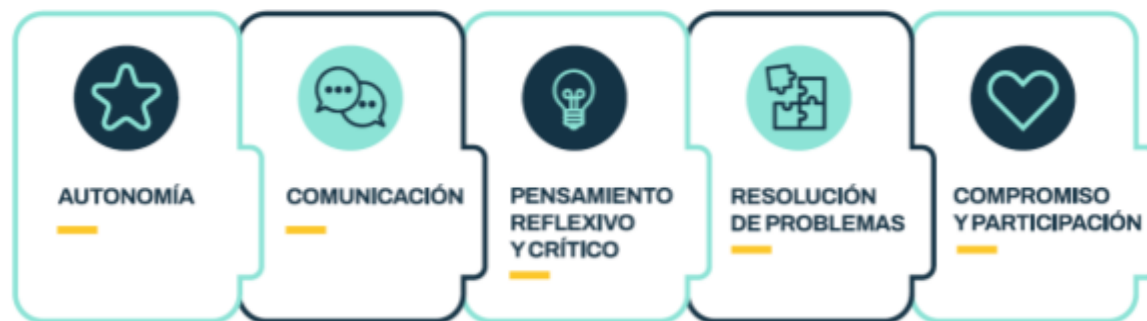 AUTONOMÍA
COMUNICACIÓN
PENSAMIENTO
REFLEXIVO
Y CRÍTICO
RESOLUCIÓN
DE PROBLEMAS
COMPROMISO
Y PARTICIPACIÓN